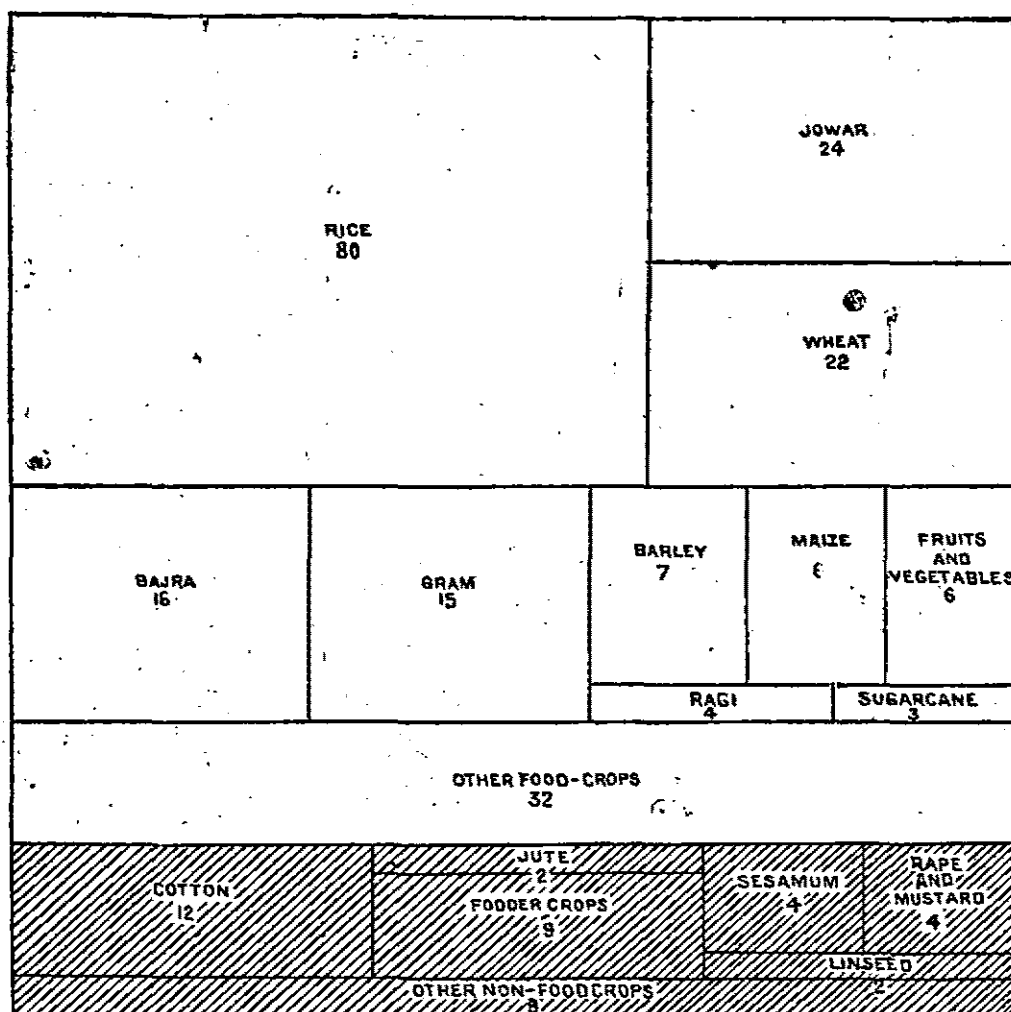 JOWAR
24
RICE
80
WHEAT
22
BAJRA
16
GRAM
15
BARLEY
7
MAIZE
6
FRUITS
AND
VEGETABLES
6
RAGI
4
SUGARCANE
3
OTHER FOOD-CROPS
32
COTTON
12
JUTE
2
FODDER CROPS
9
SESAMUM
4
RAPE
AND
MUSTARD
4
LINSEED
2
OTHER NON-FOODCROPS
8